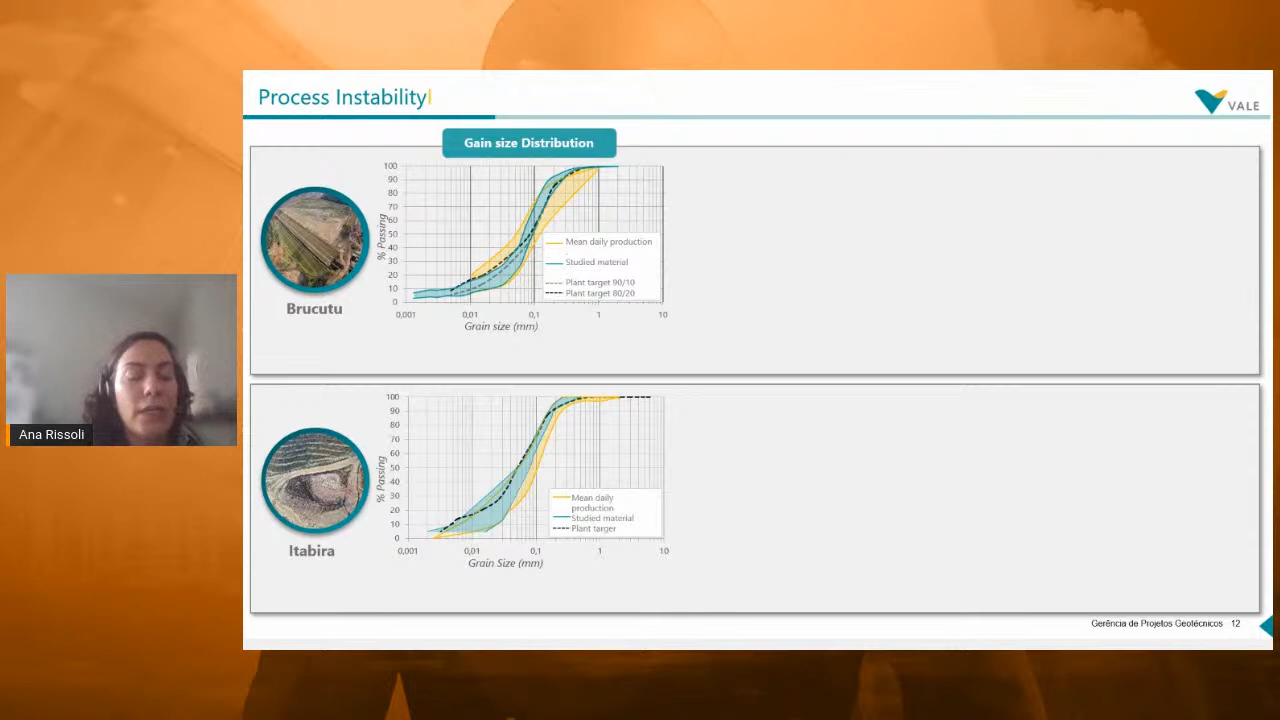 Process Instability
VALE
Gain size Distribution
100
90
80
70
60
50
40
30
20
10
0
% Passing
Mean daily production
Studied material
Plant target 90/10
Plant target 80/20
0,001
0,01
0,1
1
10
Grain size (mm)
Brucutu
100
90
80
70
60
50
40
30
20
10
0
% Passing
Mean daily
production
Studied material
Plant targer
0,001
0,01
0,1
1
10
Grain Size (mm)
Itabira
Ana Rissoli
Gerência de Projetos Geotécnicos 12